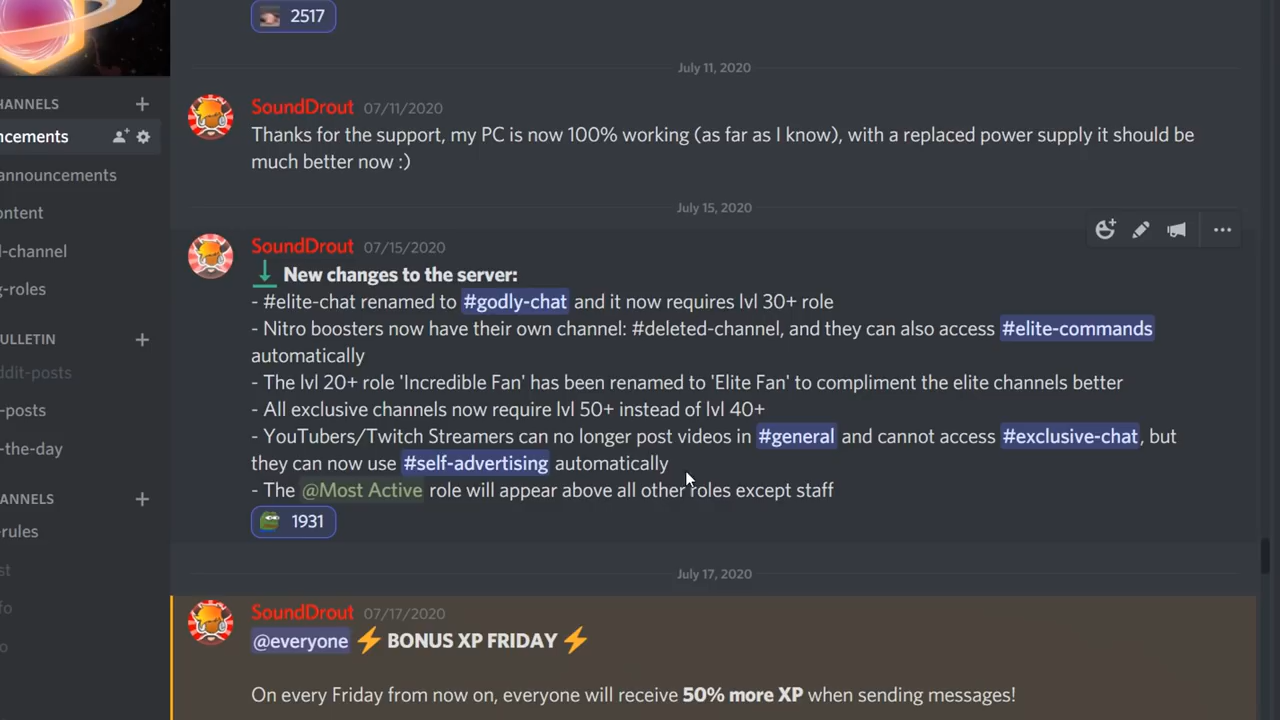 2517
July 11, 2020
HANNELS
SoundDrout 07/11/2020
ncements
Thanks for the support, my PC is now 100% working (as far as I know), with a replaced power supply it should be
much better now :)
announcements
ontent
July 15, 2020
l-channel
SoundDrout 07/15/2020
New changes to the server:
g-roles
- #elite-chat renamed to #godly-chat and it now requires lvl 30+ role
- Nitro boosters now have their own channel: #deleted-channel, and they can also access #elite-commands
ULLETIN
automatically
ddit-posts
- The lvl 20+ role 'Incredible Fan' has been renamed to 'Elite Fan' to compliment the elite channels better
-posts
- All exclusive channels now require lvl 50+ instead of lvl 40+
- YouTubers/Twitch Streamers can no longer post videos in #general and cannot access #exclusive-chat, but
-the-day
they can now use #self-advertising automatically
- The @Most Active role will appear above all other roles except staff
ANNELS
1931
-rules
st
July 17, 2020
fo
SoundDrout 07/17/2020
@everyone ⚡ BONUS XP FRIDAY ⚡
o
On every Friday from now on, everyone will receive 50% more XP when sending messages!